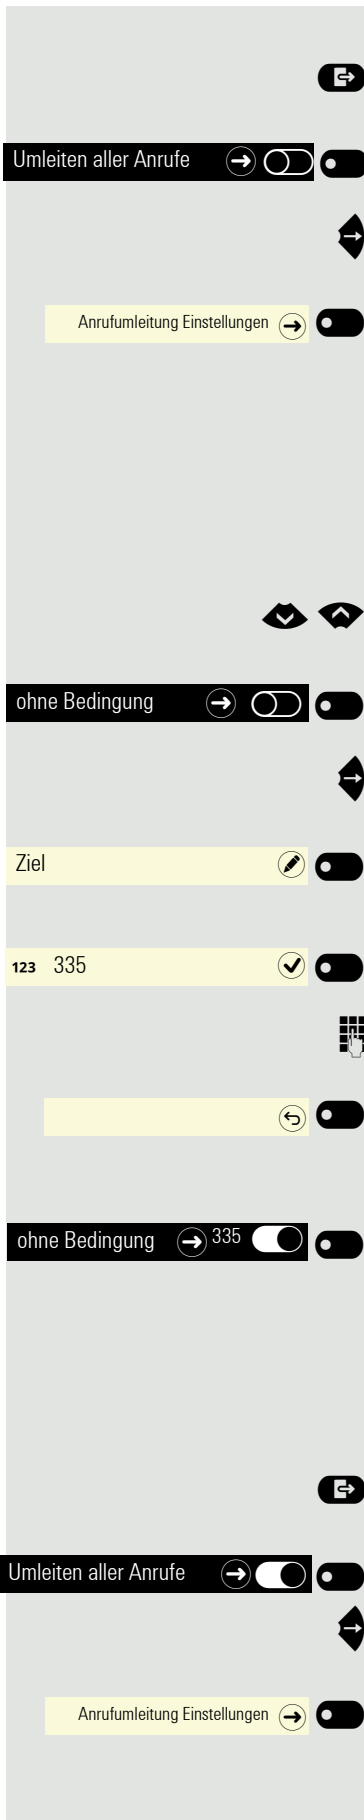 Umleiten aller Anrufe
Anrufumleitung Einstellungen
ohne Bedingung
Ziel
123 335
ohne Bedingung 335
Umleiten aller Anrufe
Anrufumleitung Einstellungen